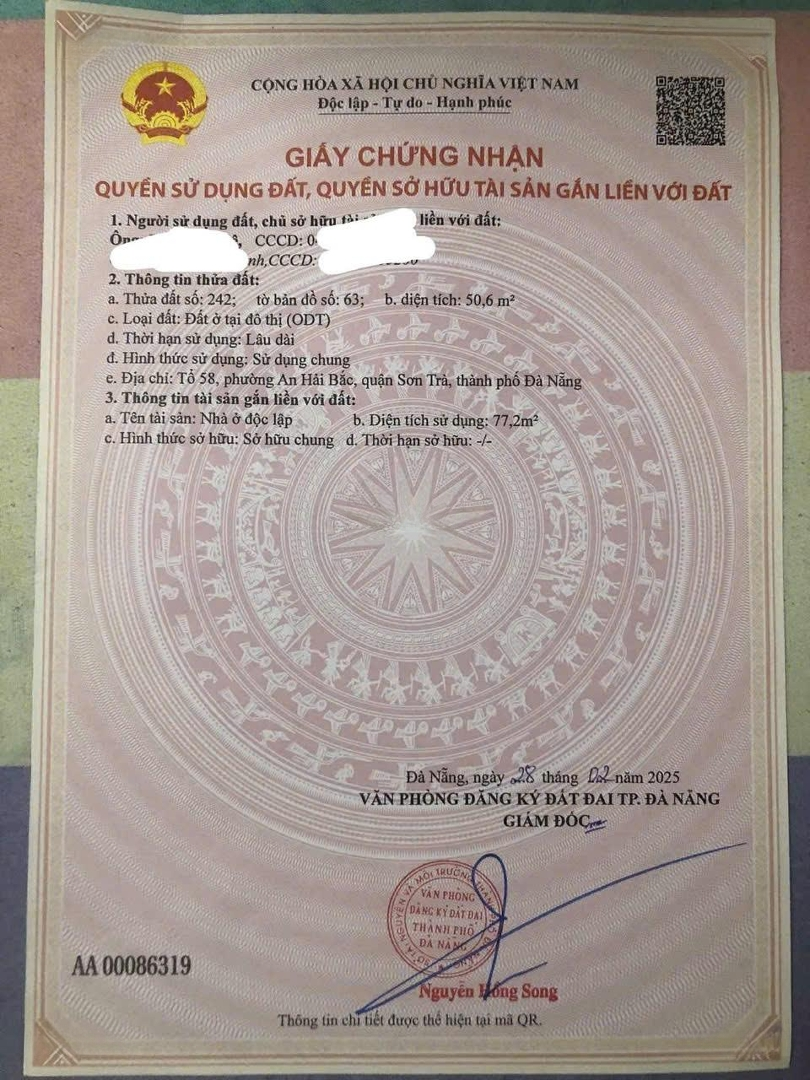 CỘNG HÒA XÃ HỘI CHỦ NGHĨA VIỆT NAM
Độc lập - Tự do - Hạnh phúc
GIẤY CHỨNG NHẬN
QUYỀN SỬ DỤNG ĐẤT, QUYỀN SỞ HỮU TÀI SẢN GẮN LIỀN VỚI ĐẤT
1. Người sử dụng đất, chủ sở hữu tài liền với đất:
CCCD:
CCCD:
2. Thông tin thửa đất:
a. Thửa đất số: 242; tờ bản đồ số: 63; b. diện tích: 50,6 m²
c. Loại đất: Đất ở tại đô thị (ODT)
d. Thời hạn sử dụng: Lâu dài
đ. Hình thức sử dụng: Sử dụng chung
e. Địa chỉ: Tổ 58, phường An Hải Bắc, quận Sơn Trà, thành phố Đà Nẵng
3. Thông tin tài sản gắn liền với đất:
a. Tên tài sản: Nhà ở độc lập b. Diện tích sử dụng: 77,2m²
c. Hình thức sở hữu: Sở hữu chung d. Thời hạn sở hữu: -/-
Đà Nẵng, ngày 28 tháng 02 năm 2025
VĂN PHÒNG ĐĂNG KÝ ĐẤT ĐAI TP. ĐÀ NẴNG
GIÁM ĐỐC
VĂN PHÒNG
ĐĂNG KÝ ĐẤT ĐAI
THÀNH PHỐ
ĐÀ NẴNG
AA 00086319
Nguyễn Hồng Song
Thông tin chi tiết được thể hiện tại mã QR.